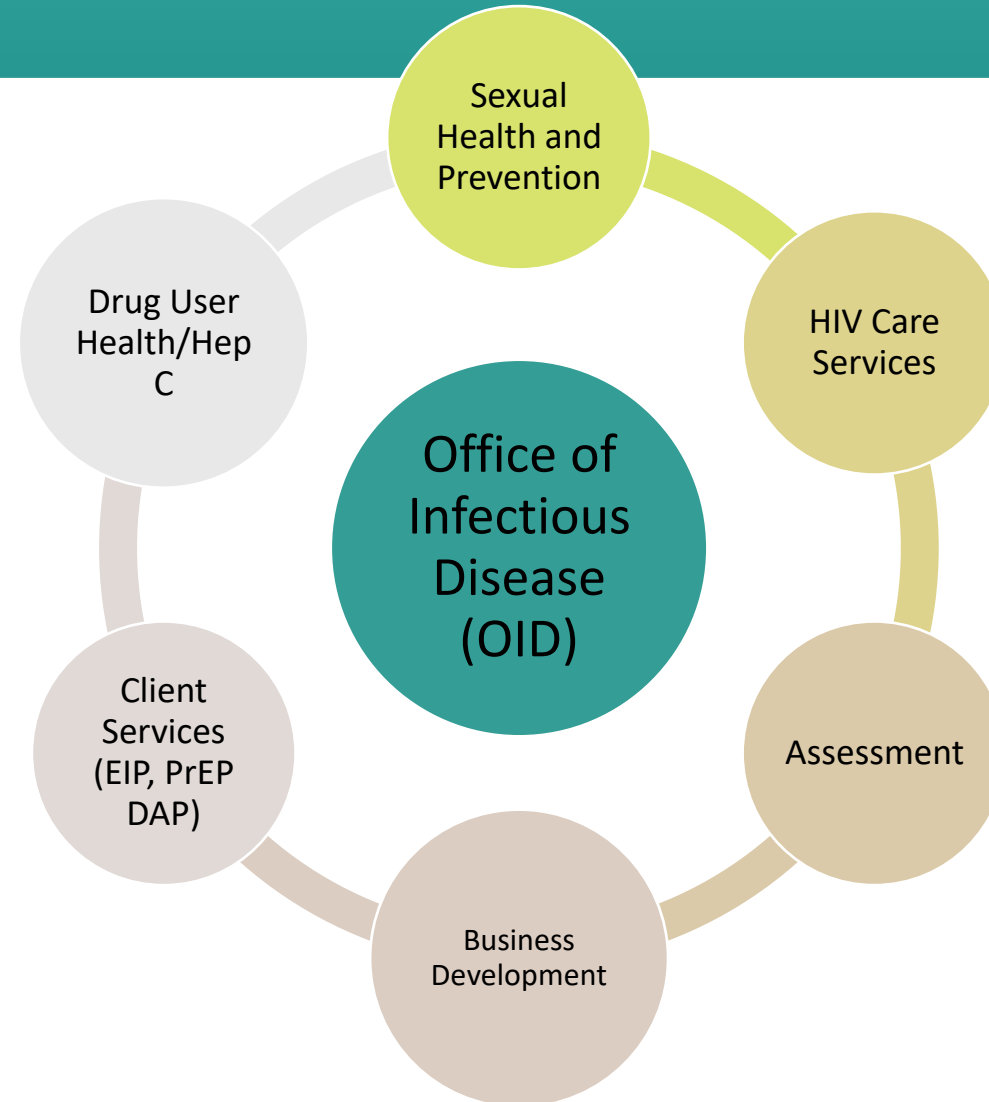 Sexual
Health and
Prevention
Drug User
Health/Hep
C
HIV Care
Services
Office of
Infectious
Disease
(OID)
Client
Services
(EIP, PrEP
DAP)
Assessment
Business
Development